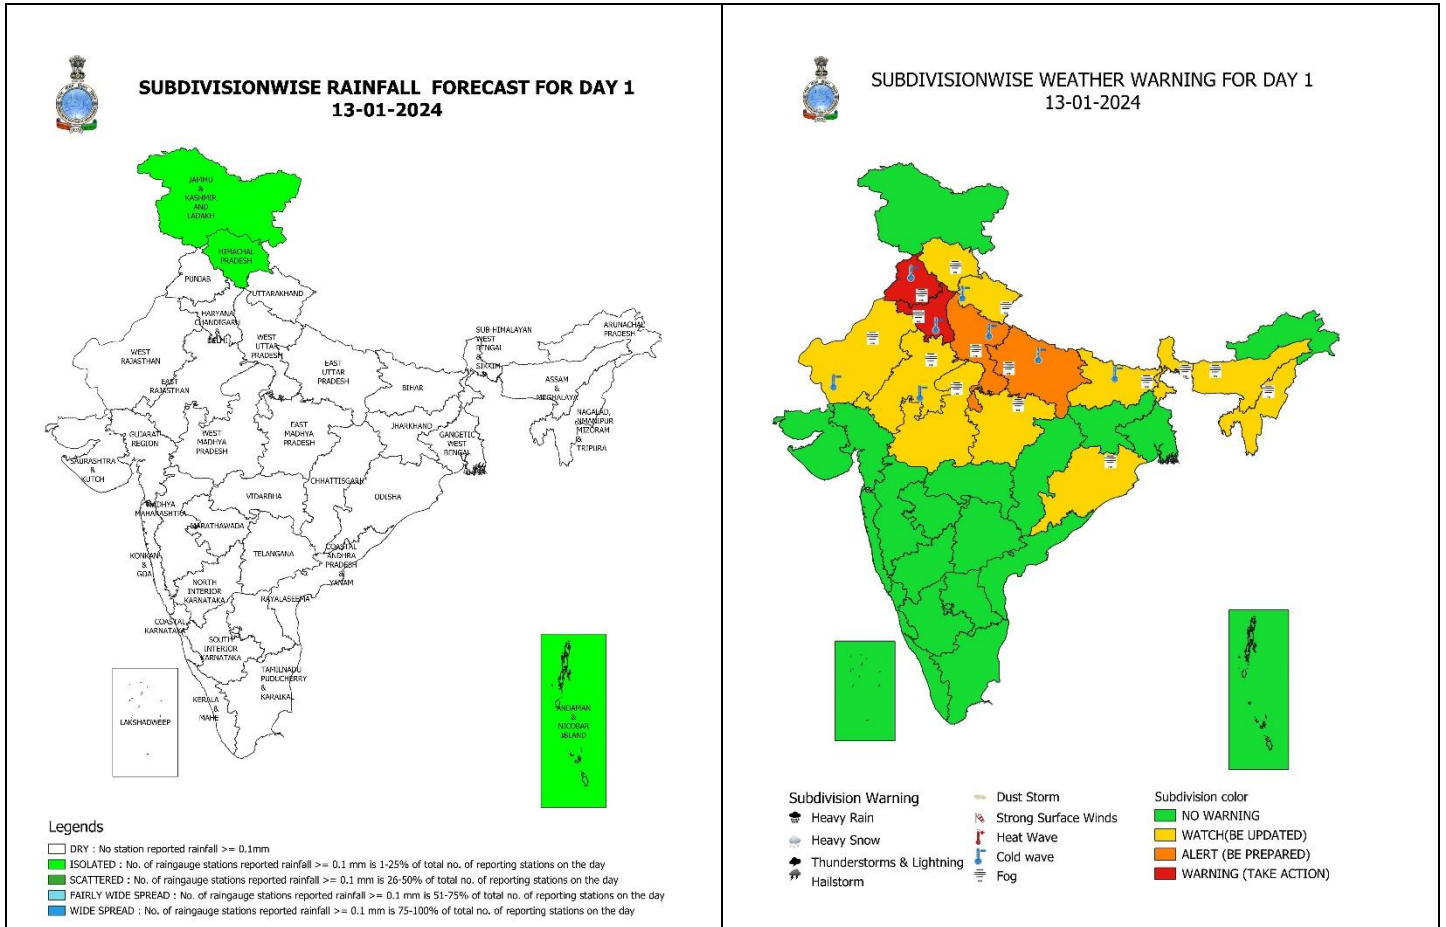 SUBDIVISIONWISE RAINFALL FORECAST FOR DAY 1
13-01-2024
JAMMU
&
KASHMIR
AND
LADAKH
HIMACHAL
PRADESH
PUNJAB
UTTARAKHAND
HARYANA
CHANDIGARH
&
DELHI
WEST
UTTAR
PRADESH
WEST
RAJASTHAN
EAST
RAJASTHAN
EAST
UTTAR
PRADESH
BIHAR
SUB-HIMALAYAN
WEST
BENGAL
&
SIKKIM
ARUNACHAL
PRADESH
ASSAM
&
MEGHALAYA
NAGALAD,
MANIPUR
MIZORAM
&
TRIPURA
GUJARAT
REGION
SAURASHTRA
&
KUTCH
WEST
MADHYA
PRADESH
EAST
MADHYA
PRADESH
JHARKHAND
GANGETIC
WEST
BENGAL
CHHATTISGARH
ODISHA
VIDARBHA
MADHYA
MAHARASHTRA
MARATHAWADA
TELANGANA
COASTAL
ANDHRA
PRADESH
&
YANAM
KONKAN
&
GOA
NORTH
INTERIOR
KARNATAKA
RAYALASEEMA
COASTAL
KARNATAKA
SOUTH
INTERIOR
KARNATAKA
TAMILNADU
PUDUCHERRY
&
KARAIKAL
KERALA
&
MAHE
LAKSHADWEEP
ANDAMAN
&
NICOBAR
ISLAND
Legends
DRY : No station reported rainfall >= 0.1mm
ISOLATED : No. of raingauge stations reported rainfall >= 0.1 mm is 1-25% of total no. of reporting stations on the day
SCATTERED : No. of raingauge stations reported rainfall >= 0.1 mm is 26-50% of total no. of reporting stations on the day
FAIRLY WIDE SPREAD : No. of raingauge stations reported rainfall >= 0.1 mm is 51-75% of total no. of reporting stations on the day
WIDE SPREAD : No. of raingauge stations reported rainfall >= 0.1 mm is 75-100% of total no. of reporting stations on the day
SUBDIVISIONWISE WEATHER WARNING FOR DAY 1
13-01-2024
Subdivision Warning
Heavy Rain
Heavy Snow
Thunderstorms & Lightning
Hailstorm
Dust Storm
Strong Surface Winds
Heat Wave
Cold wave
Fog
Subdivision color
NO WARNING
WATCH(BE UPDATED)
ALERT (BE PREPARED)
WARNING (TAKE ACTION)